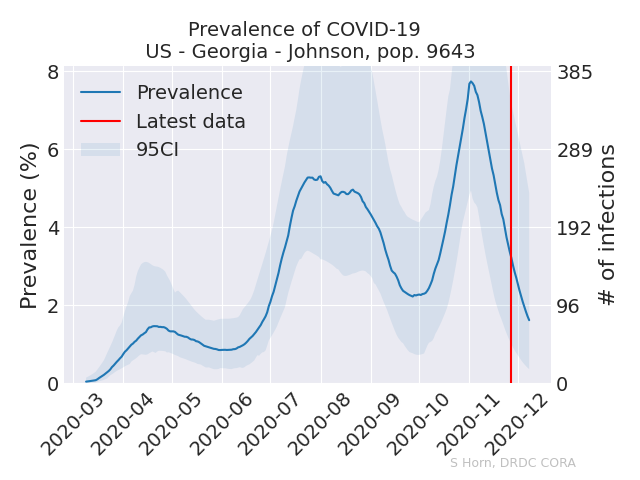 Prevalence of COVID-19
US - Georgia - Johnson, pop. 9643
Prevalence
Latest data
95CI
Prevalence (%)
8
6
4
2
0
# of infections
385
289
192
96
0
2020-03
2020-04
2020-05
2020-06
2020-07
2020-08
2020-09
2020-10
2020-11
2020-12
S Horn, DRDC CORA